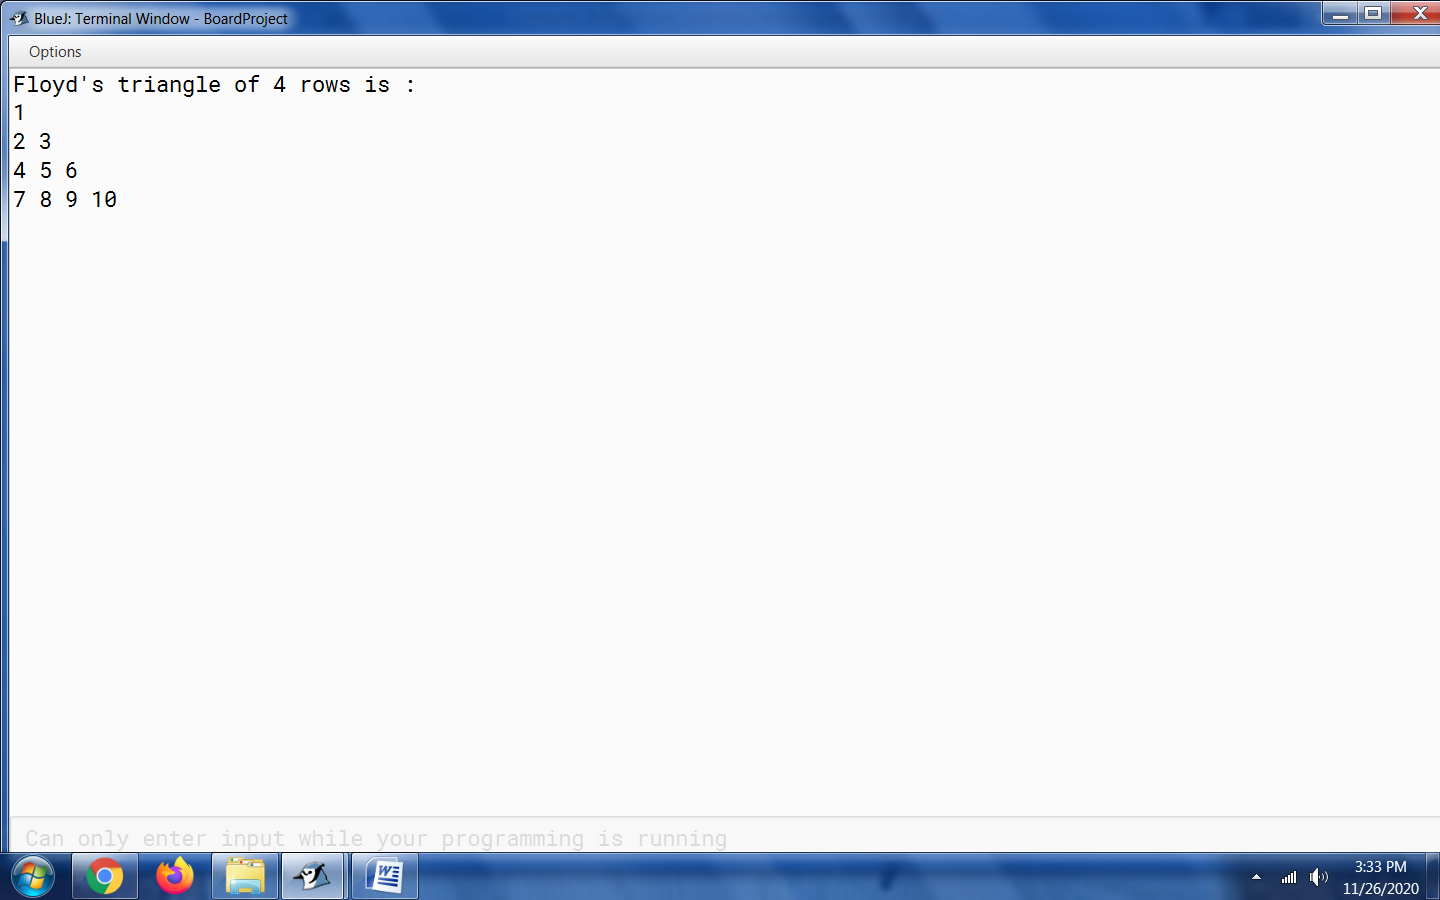 BlueJ: Terminal Window - BoardProject
Options
Floyd's triangle of 4 rows is :
1
2 3
4 5 6
7 8 9 10
Can only enter input while your programming is running
3:33 PM
11/26/2020